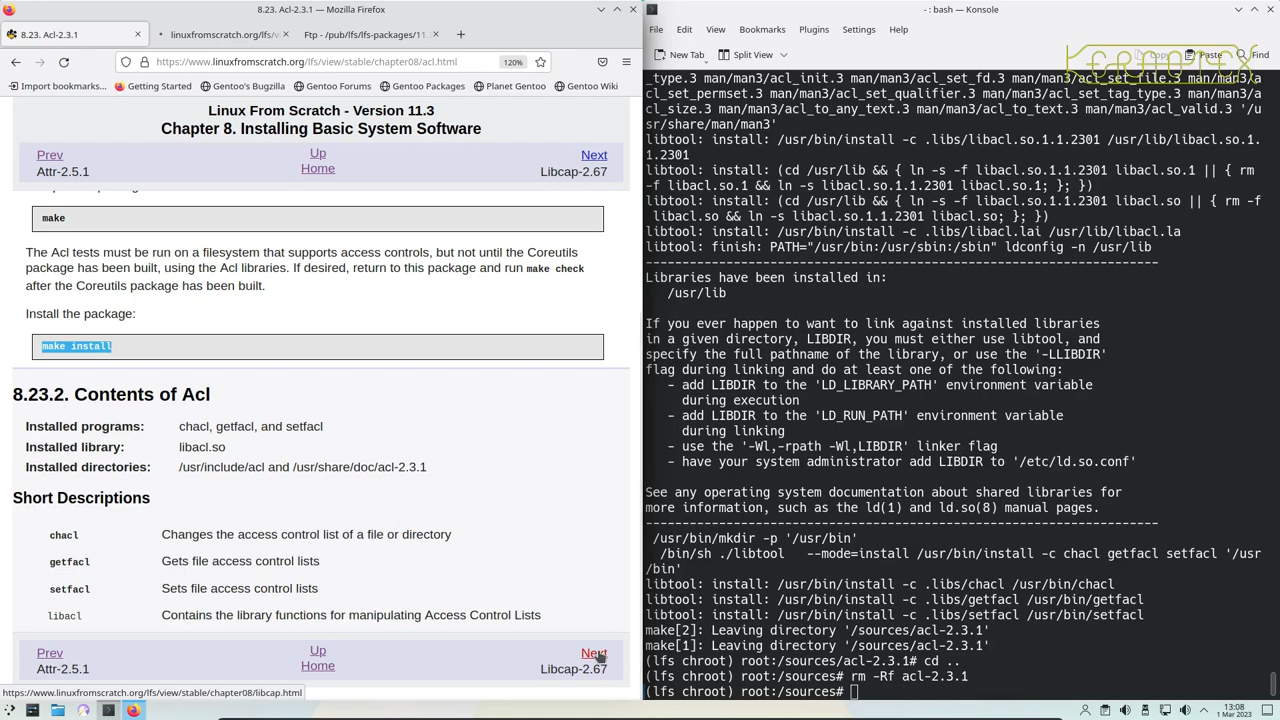 8.23. Acl-2.3.1 — Mozilla Firefox
8.23. Acl-2.3.1
linuxfromscratch.org/lfs/v
Ftp - /pub/lfs/lfs-packages/11.
https://www.linuxfromscratch.org/lfs/view/stable/chapter08/acl.html
120%
Import bookmarks...
Getting Started
Gentoo's Bugzilla
Gentoo Forums
Gentoo Packages
Planet Gentoo
Gentoo Wiki
Linux From Scratch - Version 11.3
Chapter 8. Installing Basic System Software
Prev
Up
Next
Attr-2.5.1
Home
Libcap-2.67
make
The Acl tests must be run on a filesystem that supports access controls, but not until the Coreutils
package has been built, using the Acl libraries. If desired, return to this package and run make check
after the Coreutils package has been built.
Install the package:
make install
8.23.2. Contents of Acl
Installed programs: chacl, getfacl, and setfacl
Installed library: libacl.so
Installed directories: /usr/include/acl and /usr/share/doc/acl-2.3.1
Short Descriptions
chacl Changes the access control list of a file or directory
getfacl Gets file access control lists
setfacl Sets file access control lists
libacl Contains the library functions for manipulating Access Control Lists
Prev
Up
Next
Attr-2.5.1
Home
Libcap-2.67
https://www.linuxfromscratch.org/lfs/view/stable/chapter08/libcap.html
- : bash — Konsole
File Edit View Bookmarks Plugins Settings Help
New Tab
Split View
Copy
Paste
Find
KERNOTEX
_type.3 man/man3/acl_init.3 man/man3/acl_set_fd.3 man/man3/acl_set_file.3 man/man3/a
cl_set_permset.3 man/man3/acl_set_qualifier.3 man/man3/acl_set_tag_type.3 man/man3/a
cl_size.3 man/man3/acl_to_any_text.3 man/man3/acl_to_text.3 man/man3/acl_valid.3 '/u
sr/share/man/man3'
libtool: install: /usr/bin/install -c .libs/libacl.so.1.1.2301 /usr/lib/libacl.so.1.
1.2301
libtool: install: (cd /usr/lib && { ln -s -f libacl.so.1.1.2301 libacl.so.1 || { rm
-f libacl.so.1 && ln -s libacl.so.1.1.2301 libacl.so.1; }; })
libtool: install: (cd /usr/lib && { ln -s -f libacl.so.1.1.2301 libacl.so || { rm -f
libacl.so && ln -s libacl.so.1.1.2301 libacl.so; }; })
libtool: install: /usr/bin/install -c .libs/libacl.lai /usr/lib/libacl.la
libtool: finish: PATH="/usr/bin:/usr/sbin:/sbin" ldconfig -n /usr/lib
----------------------------------------------------------------------
Libraries have been installed in:
/usr/lib
If you ever happen to want to link against installed libraries
in a given directory, LIBDIR, you must either use libtool, and
specify the full pathname of the library, or use the '-LLIBDIR'
flag during linking and do at least one of the following:
- add LIBDIR to the 'LD_LIBRARY_PATH' environment variable
during execution
- add LIBDIR to the 'LD_RUN_PATH' environment variable
during linking
- use the '-Wl,-rpath -Wl,LIBDIR' linker flag
- have your system administrator add LIBDIR to '/etc/ld.so.conf'
See any operating system documentation about shared libraries for
more information, such as the ld(1) and ld.so(8) manual pages.
----------------------------------------------------------------------
/usr/bin/mkdir -p '/usr/bin'
/bin/sh ./libtool --mode=install /usr/bin/install -c chacl getfacl setfacl '/usr
/bin'
libtool: install: /usr/bin/install -c .libs/chacl /usr/bin/chacl
libtool: install: /usr/bin/install -c .libs/getfacl /usr/bin/getfacl
libtool: install: /usr/bin/install -c .libs/setfacl /usr/bin/setfacl
make[2]: Leaving directory '/sources/acl-2.3.1'
make[1]: Leaving directory '/sources/acl-2.3.1'
(lfs chroot) root:/sources/acl-2.3.1# cd ..
(lfs chroot) root:/sources# rm -Rf acl-2.3.1
(lfs chroot) root:/sources#
13:08
1 Mar 2023